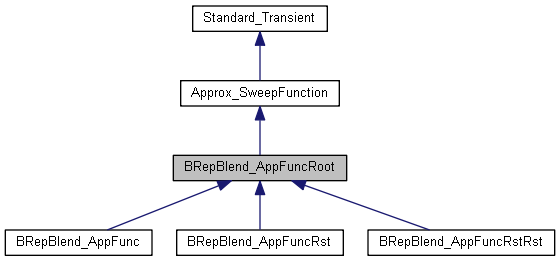 Standard_Transient
Approx_SweepFunction
BRepBlend_AppFuncRoot
BRepBlend_AppFunc
BRepBlend_AppFuncRst
BRepBlend_AppFuncRstRst